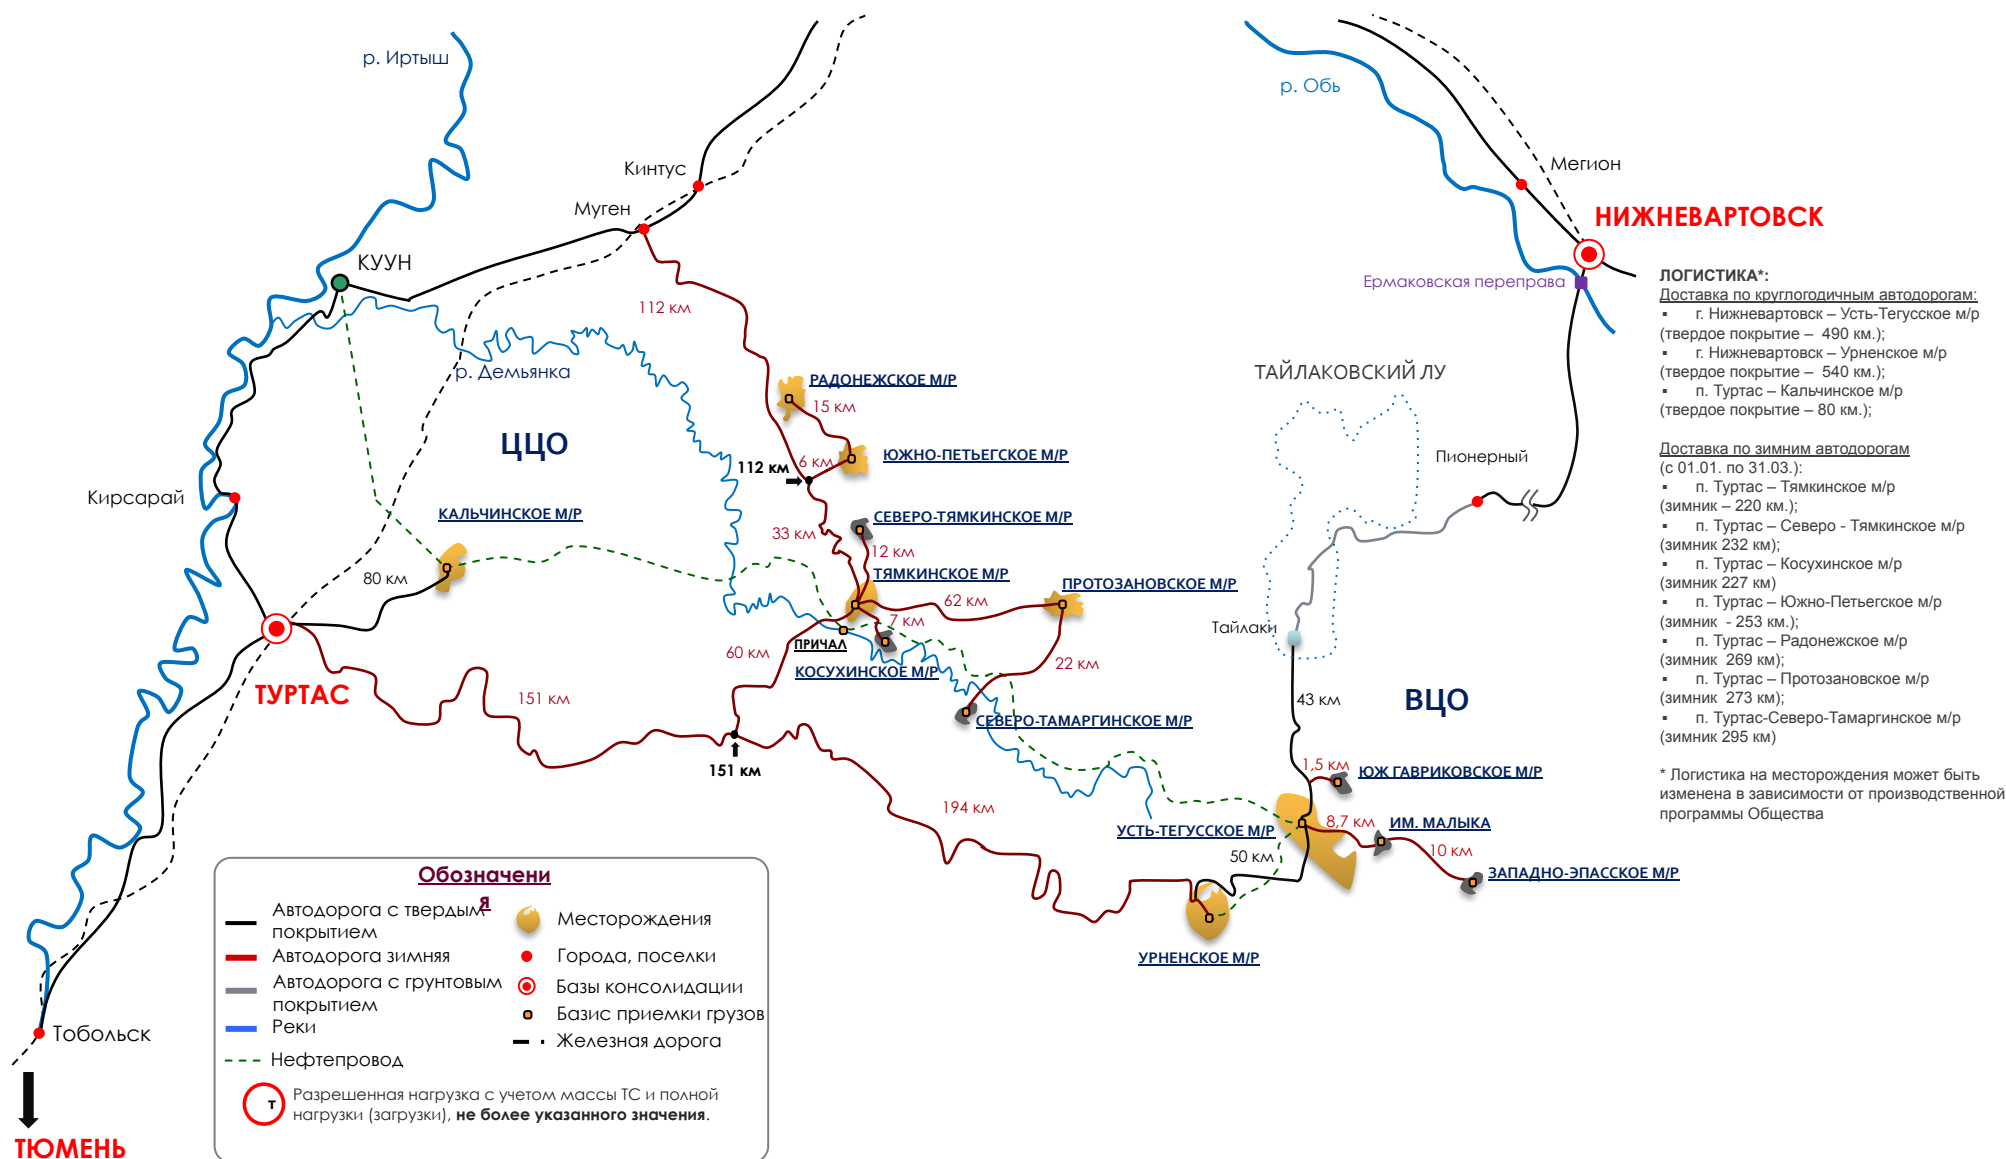 р. Иртыш
р. Обь
Кинтус
Мегион
Муген
НИЖНЕВАРТОВСК
КУУН
Ермаковская переправа
112 км
р. Демьянка
ТАЙЛАКОВСКИЙ ЛУ
РАДОНЕЖСКОЕ М/Р
15 км
ЦЦО
ЮЖНО-ПЕТЬЕГСКОЕ М/Р
6 км
112 км
Пионерный
Кирсарай
КАЛЬЧИНСКОЕ М/Р
СЕВЕРО-ТЯМКИНСКОЕ М/Р
33 км
12 км
80 км
ТЯМКИНСКОЕ М/Р
ПРОТОЗАНОВСКОЕ М/Р
62 км
7 км
Тайлаки
ПРИЧАЛ
60 км
22 км
КОСУХИНСКОЕ М/Р
ТУРТАС
151 км
43 км
ВЦО
СЕВЕРО-ТАМАРГИНСКОЕ М/Р
151 км
1,5 км
ЮЖ ГАВРИКОВСКОЕ М/Р
194 км
УСТЬ-ТЕГУССКОЕ М/Р
8,7 км
ИМ. МАЛЫКА
50 км
10 км
ЗАПАДНО-ЭПАССКОЕ М/Р
УРНЕНСКОЕ М/Р
Тобольск
ТЮМЕНЬ
ЛОГИСТИКА*:
Доставка по круглогодичным автодорогам:
▪ г. Нижневартовск – Усть-Тегусское м/р
(твердое покрытие – 490 км.);
▪ г. Нижневартовск – Урненское м/р
(твердое покрытие – 540 км.);
▪ п. Туртас – Кальчинское м/р
(твердое покрытие – 80 км.);
Доставка по зимним автодорогам
(с 01.01. по 31.03.):
▪ п. Туртас – Тямкинское м/р
(зимник – 220 км.);
▪ п. Туртас – Северо - Тямкинское м/р
(зимник 232 км);
▪ п. Туртас – Косухинское м/р
(зимник 227 км)
▪ п. Туртас – Южно-Петьегское м/р
(зимник - 253 км.);
▪ п. Туртас – Радонежское м/р
(зимник 269 км);
▪ п. Туртас – Протозановское м/р
(зимник 273 км);
▪ п. Туртас-Северо-Тамаргинское м/р
(зимник 295 км)
* Логистика на месторождения может быть
изменена в зависимости от производственной
программы Общества
Обозначени
я
Автодорога с твердым
покрытием
Автодорога зимняя
Автодорога с грунтовым
покрытием
Реки
Нефтепровод
Месторождения
Города, поселки
Базы консолидации
Базис приемки грузов
Железная дорога
т
Разрешенная нагрузка с учетом массы ТС и полной
нагрузки (загрузки), не более указанного значения.